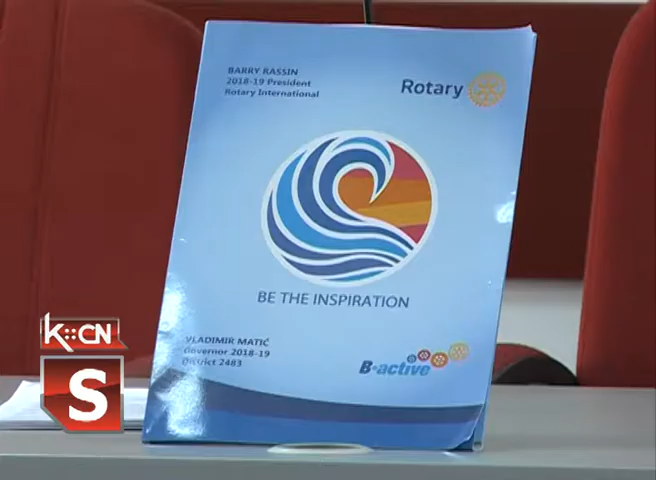 BARRY RASSIN
2018-19 President
Rotary International
Rotary
BE THE INSPIRATION
VLADIMIR MATIĆ
Governor 2018-19
District 2483
B·active
K::CN
S